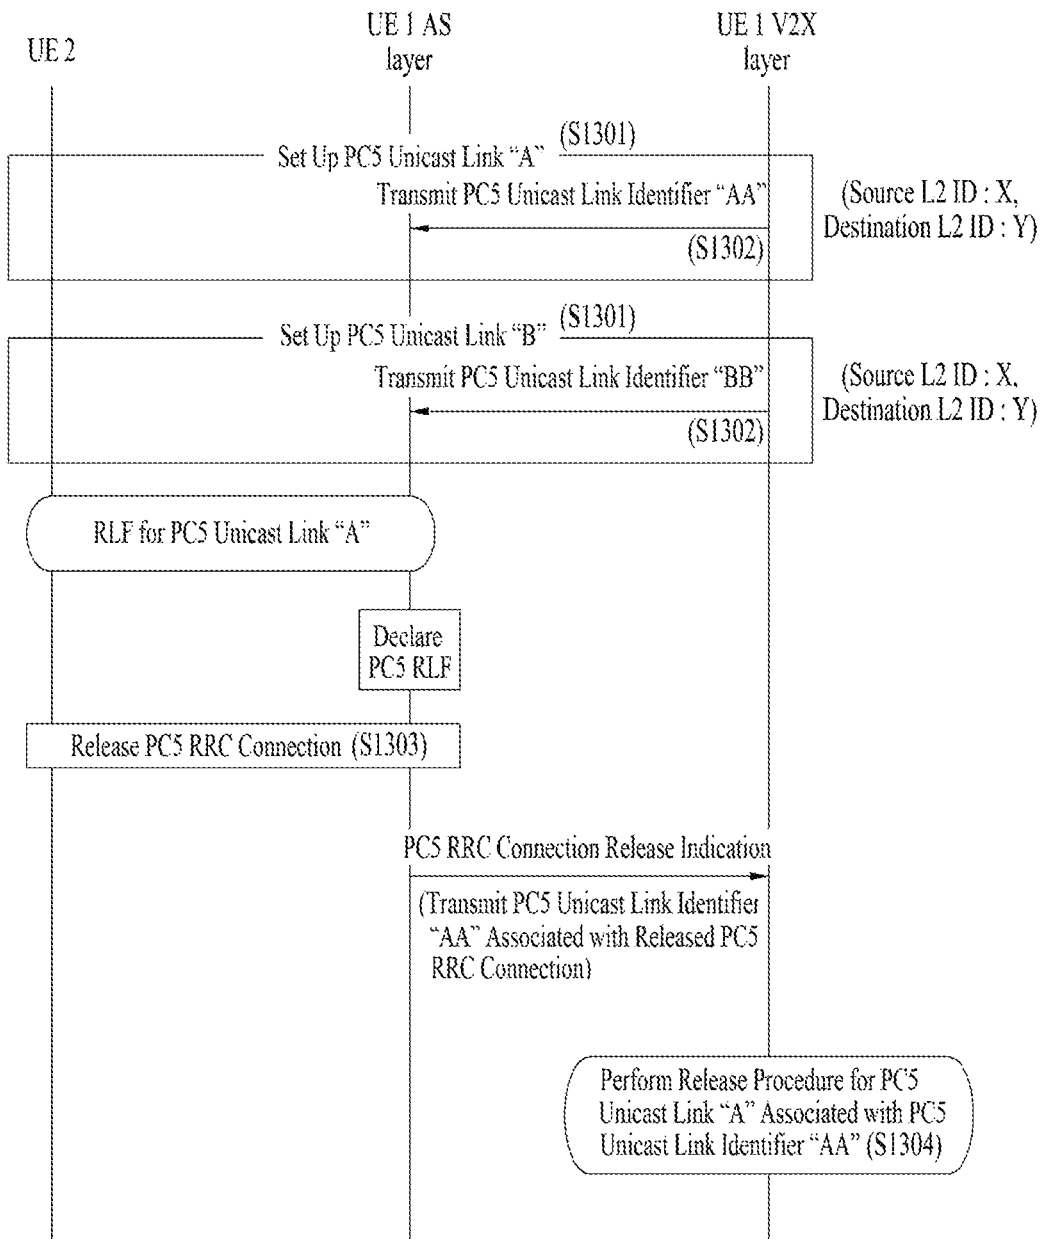 UE 2
UE 1 AS
layer
UE 1 V2X
layer
Set Up PC5 Unicast Link “A”
(S1301)
Transmit PC5 Unicast Link Identifier “AA”
(S1302)
(Source L2 ID : X,
Destination L2 ID : Y)
Set Up PC5 Unicast Link “B”
(S1301)
Transmit PC5 Unicast Link Identifier “BB”
(S1302)
(Source L2 ID : X,
Destination L2 ID : Y)
RLF for PC5 Unicast Link “A”
Declare
PC5 RLF
Release PC5 RRC Connection (S1303)
PC5 RRC Connection Release Indication
(Transmit PC5 Unicast Link Identifier
“AA” Associated with Released PC5
RRC Connection)
Perform Release Procedure for PC5
Unicast Link “A” Associated with PC5
Unicast Link Identifier “AA” (S1304)